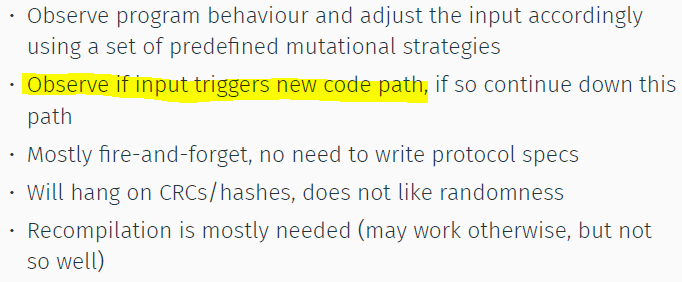 • Observe program behaviour and adjust the input accordingly
using a set of predefined mutational strategies
• Observe if input triggers new code path, if so continue down this
path
• Mostly fire-and-forget, no need to write protocol specs
• Will hang on CRCs/hashes, does not like randomness
• Recompilation is mostly needed (may work otherwise, but not
so well)